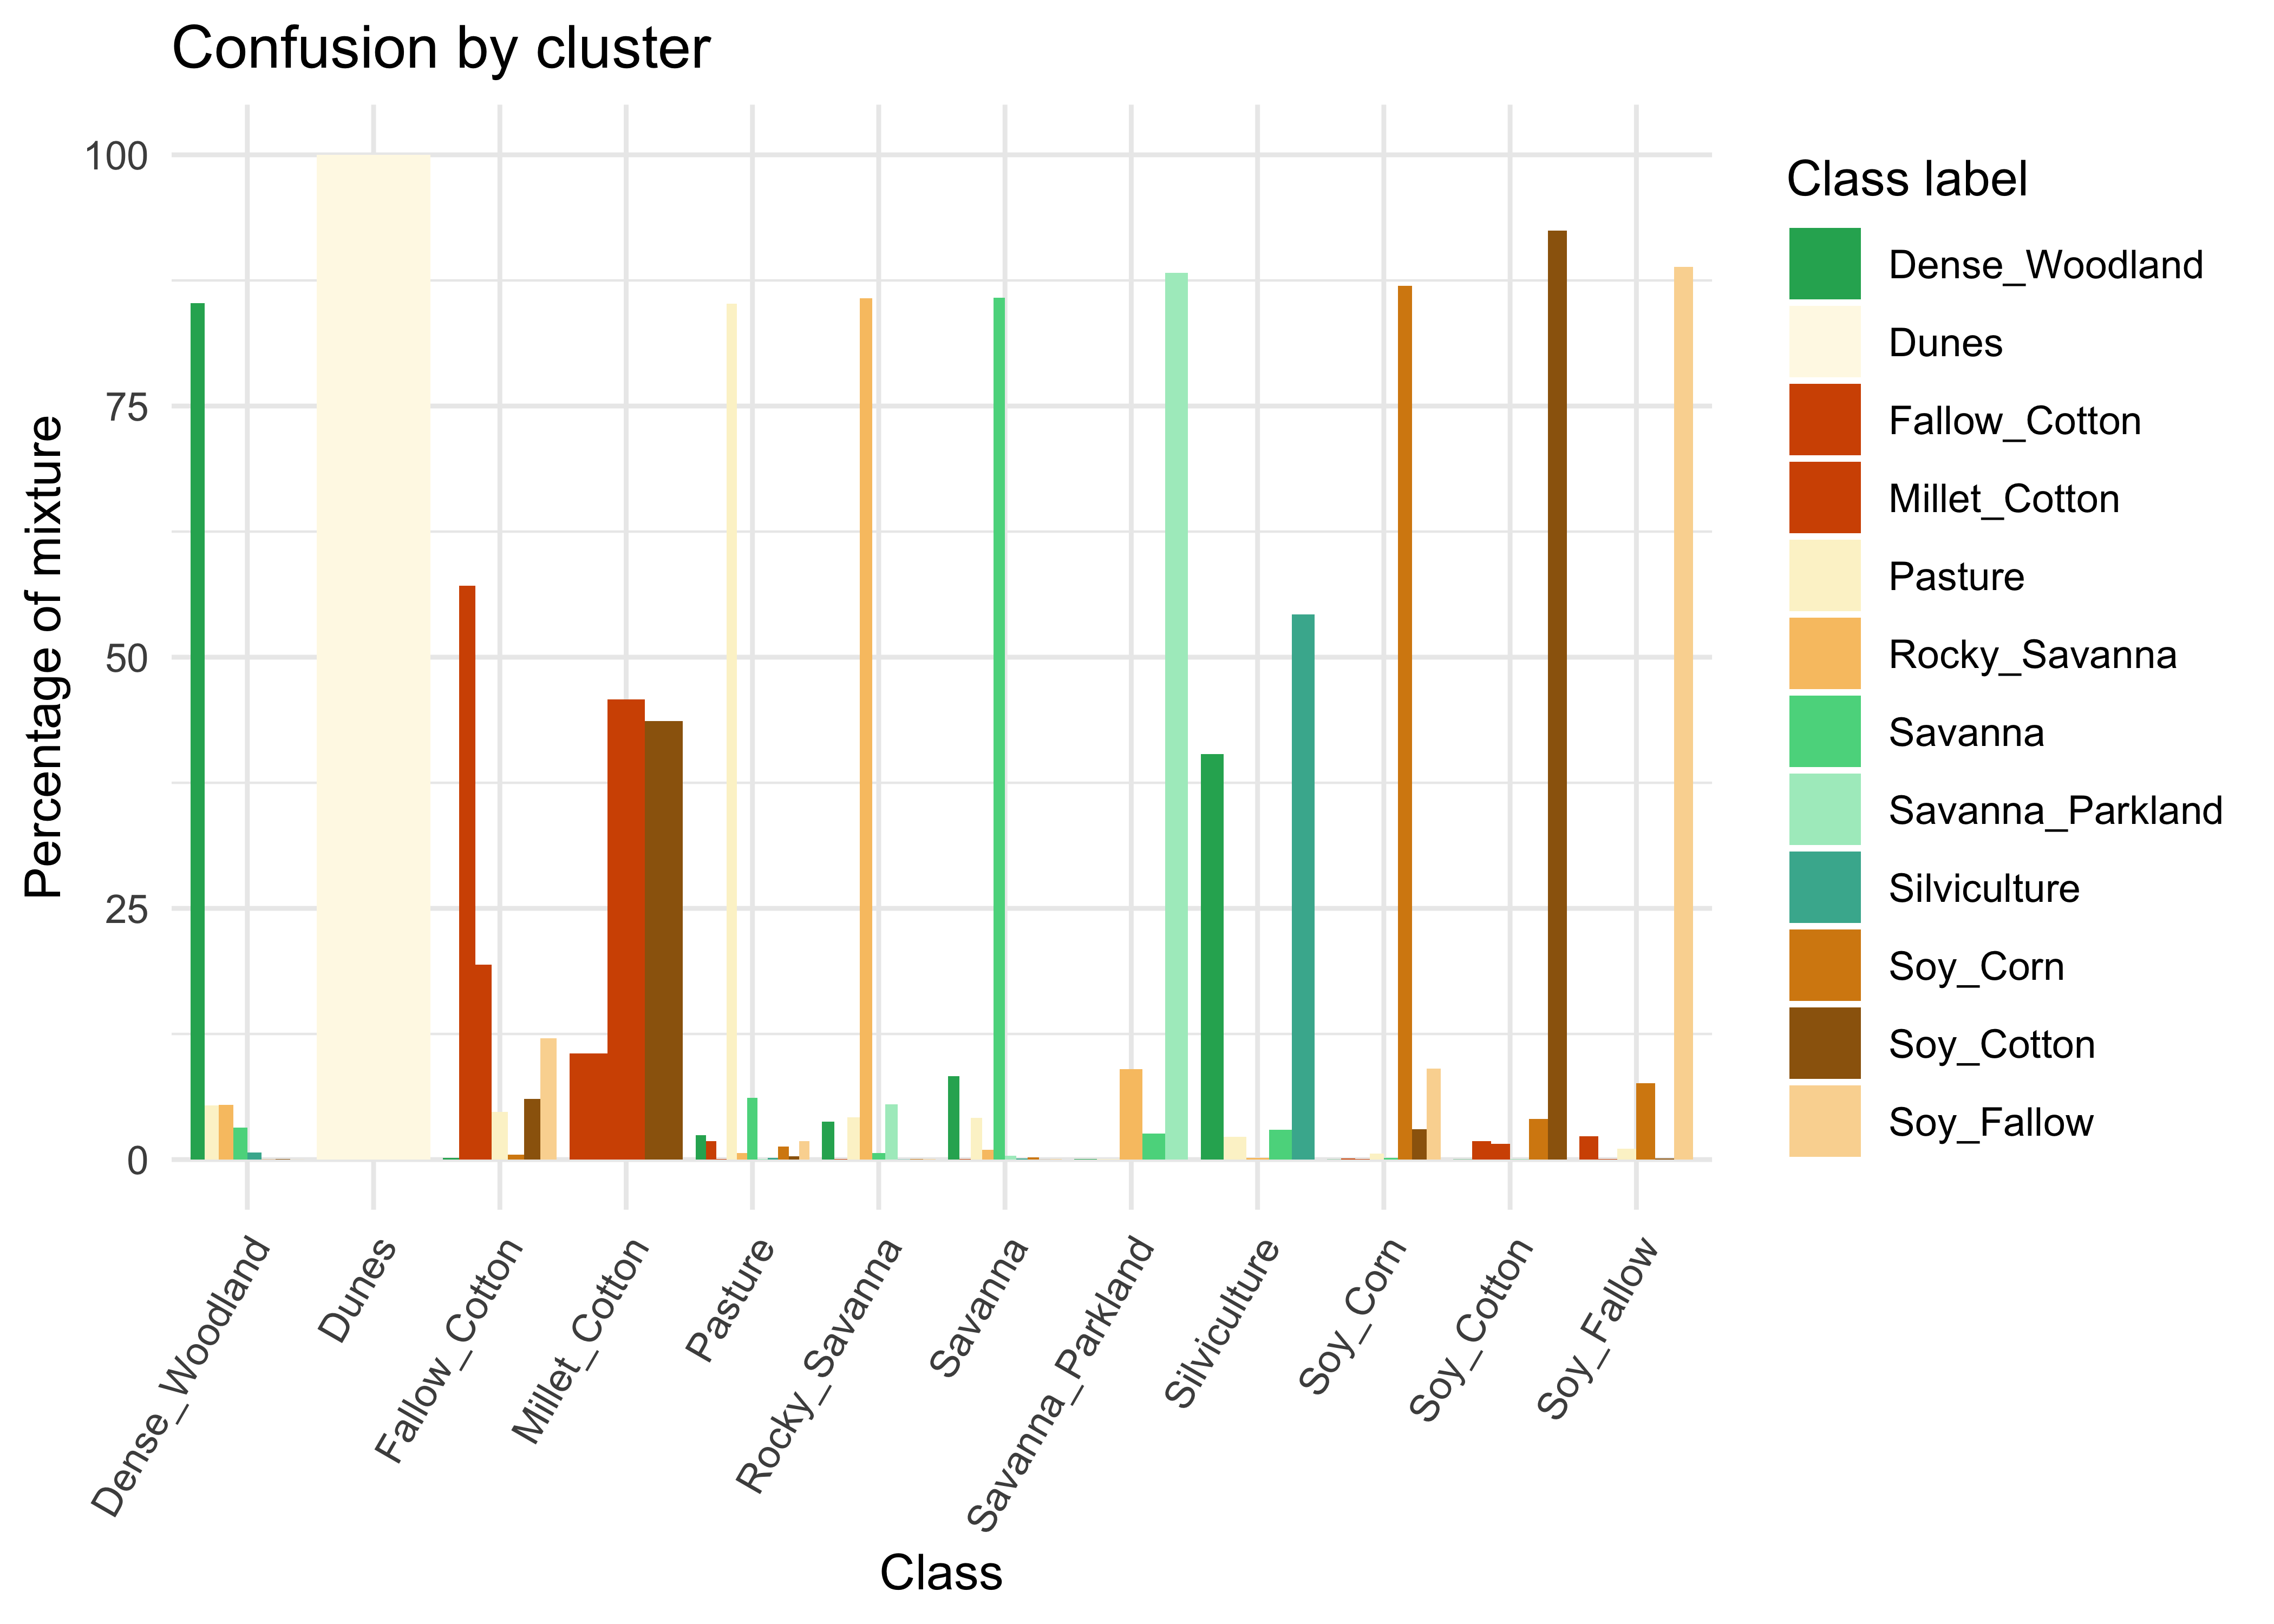 Confusion by cluster
Percentage of mixture
100
75
50
25
0
Dense_Woodland
Dunes
Fallow_Cotton
Millet_Cotton
Pasture
Rocky_Savanna
Savanna
Savanna_Parkland
Silviculture
Soy_Corn
Soy_Cotton
Soy_Fallow
Class
Class label
Dense_Woodland
Dunes
Fallow_Cotton
Millet_Cotton
Pasture
Rocky_Savanna
Savanna
Savanna_Parkland
Silviculture
Soy_Corn
Soy_Cotton
Soy_Fallow